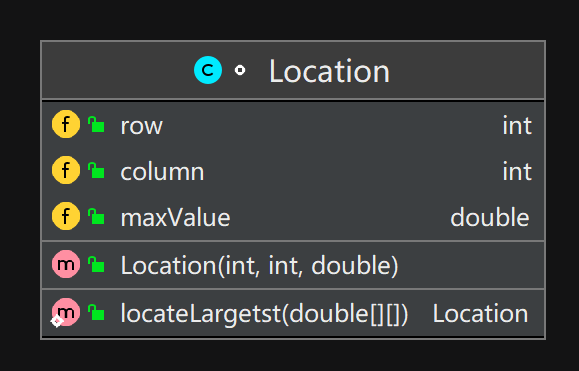 C Location
f row int
f column int
f maxValue double
m Location(int, int, double)
m locateLargetst(double[][]) Location